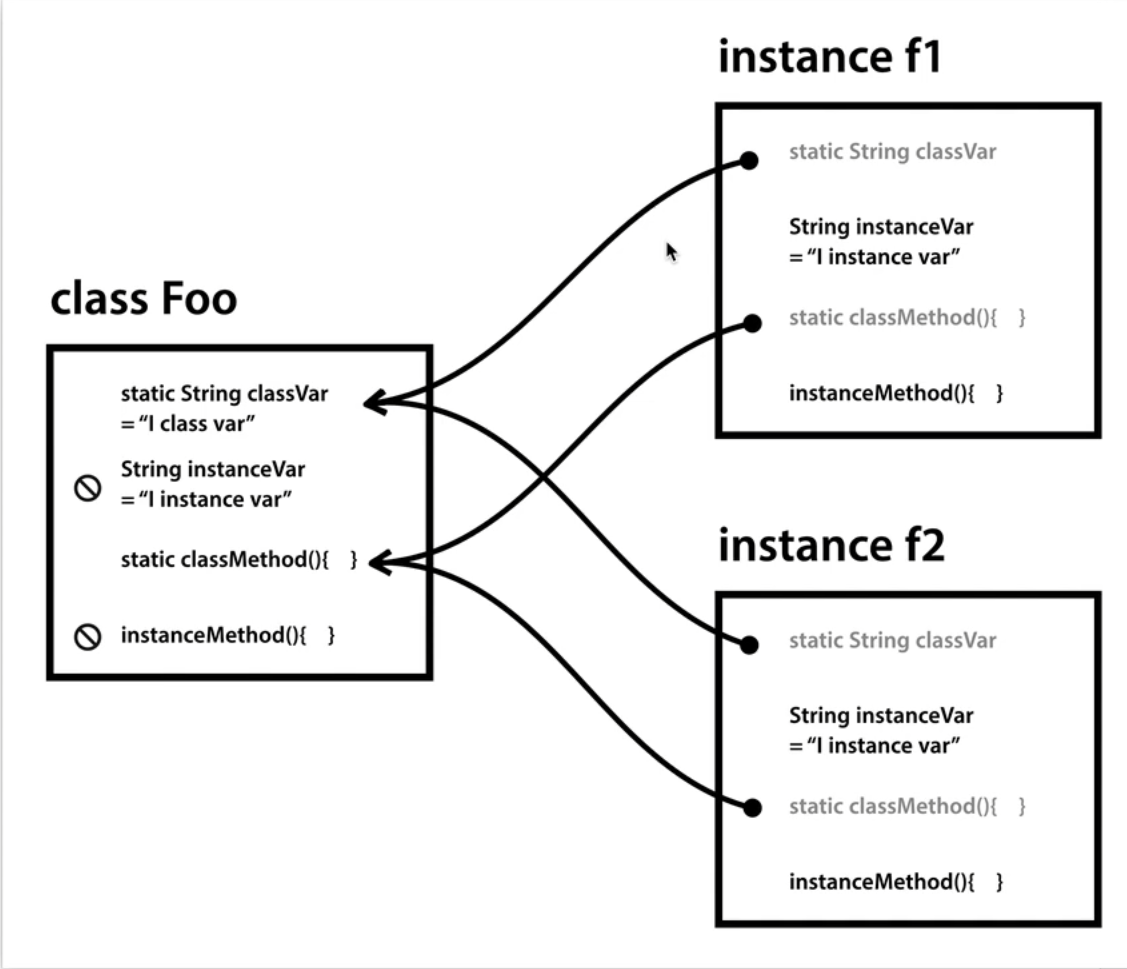 class Foo
static String classVar
= “I class var”
String instanceVar
= “I instance var”
static classMethod(){ }
instanceMethod(){ }
instance f1
static String classVar
String instanceVar
= “I instance var”
static classMethod(){ }
instanceMethod(){ }
instance f2
static String classVar
String instanceVar
= “I instance var”
static classMethod(){ }
instanceMethod(){ }